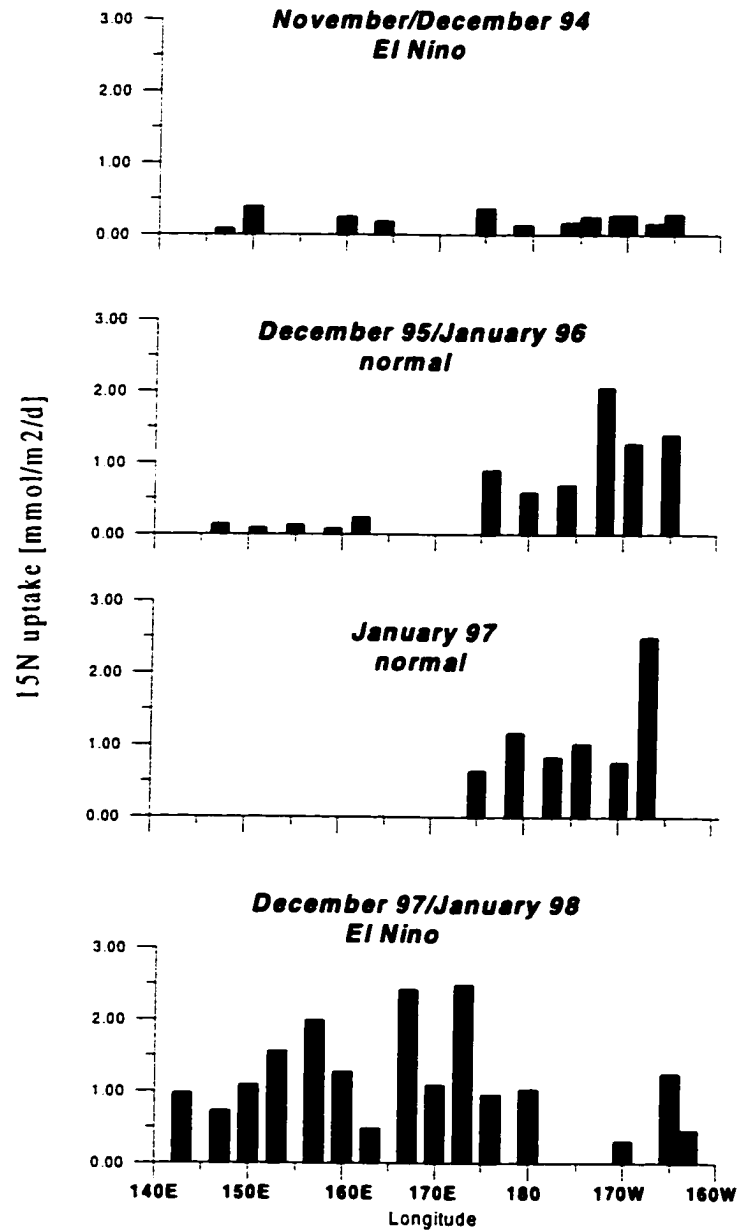 November/December 94
El Nino
3.00
2.00
1.00
0.00
December 95/January 96
normal
3.00
2.00
1.00
0.00
15N uptake [mmol/m2/d]
January 97
normal
3.00
2.00
1.00
0.00
December 97/January 98
El Nino
3.00
2.00
1.00
0.00
140E 150E 160E 170E 180 170W 160W
Longitude